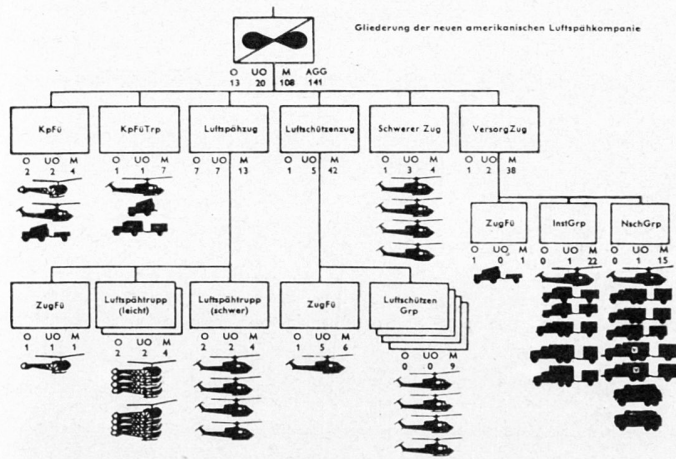 Gliederung der neuen amerikanischen Luftspähkompanie
O UO M AGG
13 20 108 141
KpFü
O UO M
2 2 4
KpFüTrp
O UO M
1 1 7
Luftspähzug
O UO M
7 7 13
Luftschützenzug
O UO M
1 5 42
Schwerer Zug
O UO M
1 3 4
VersorgZug
O UO M
1 2 38
ZugFü
O UO M
1 0 1
InstGrp
O UO M
0 1 22
NschGrp
O UO M
0 1 15
ZugFü
O UO M
1 1 1
Luftspähtrupp
(leicht)
O UO M
2 2 4
Luftspähtrupp
(schwer)
O UO M
2 2 4
ZugFü
O UO M
1 5 6
Luftschützen
Grp
O UO M
0 0 9